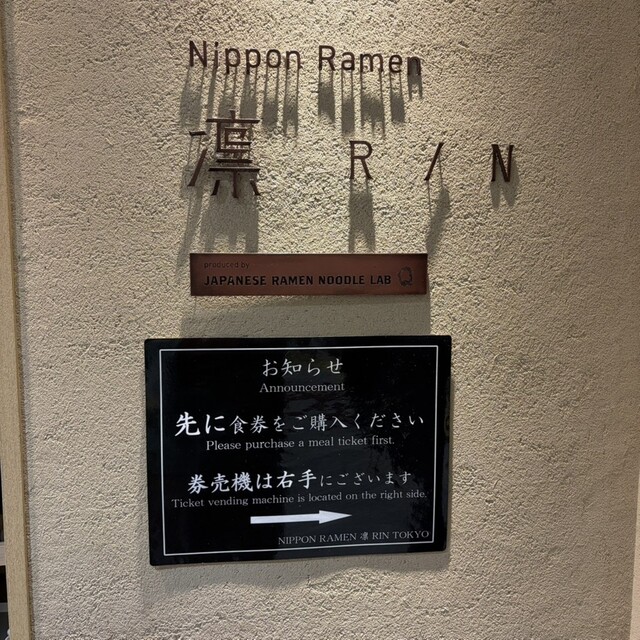 Nippon Ramen
凛 RIN
produced by
JAPANESE RAMEN NOODLE LAB Q
お知らせ
Announcement
先に食券をご購入ください
Please purchase a meal ticket first.
券売機は右手にございます
Ticket vending machine is located on the right side.
NIPPON RAMEN 凛 RIN TOKYO